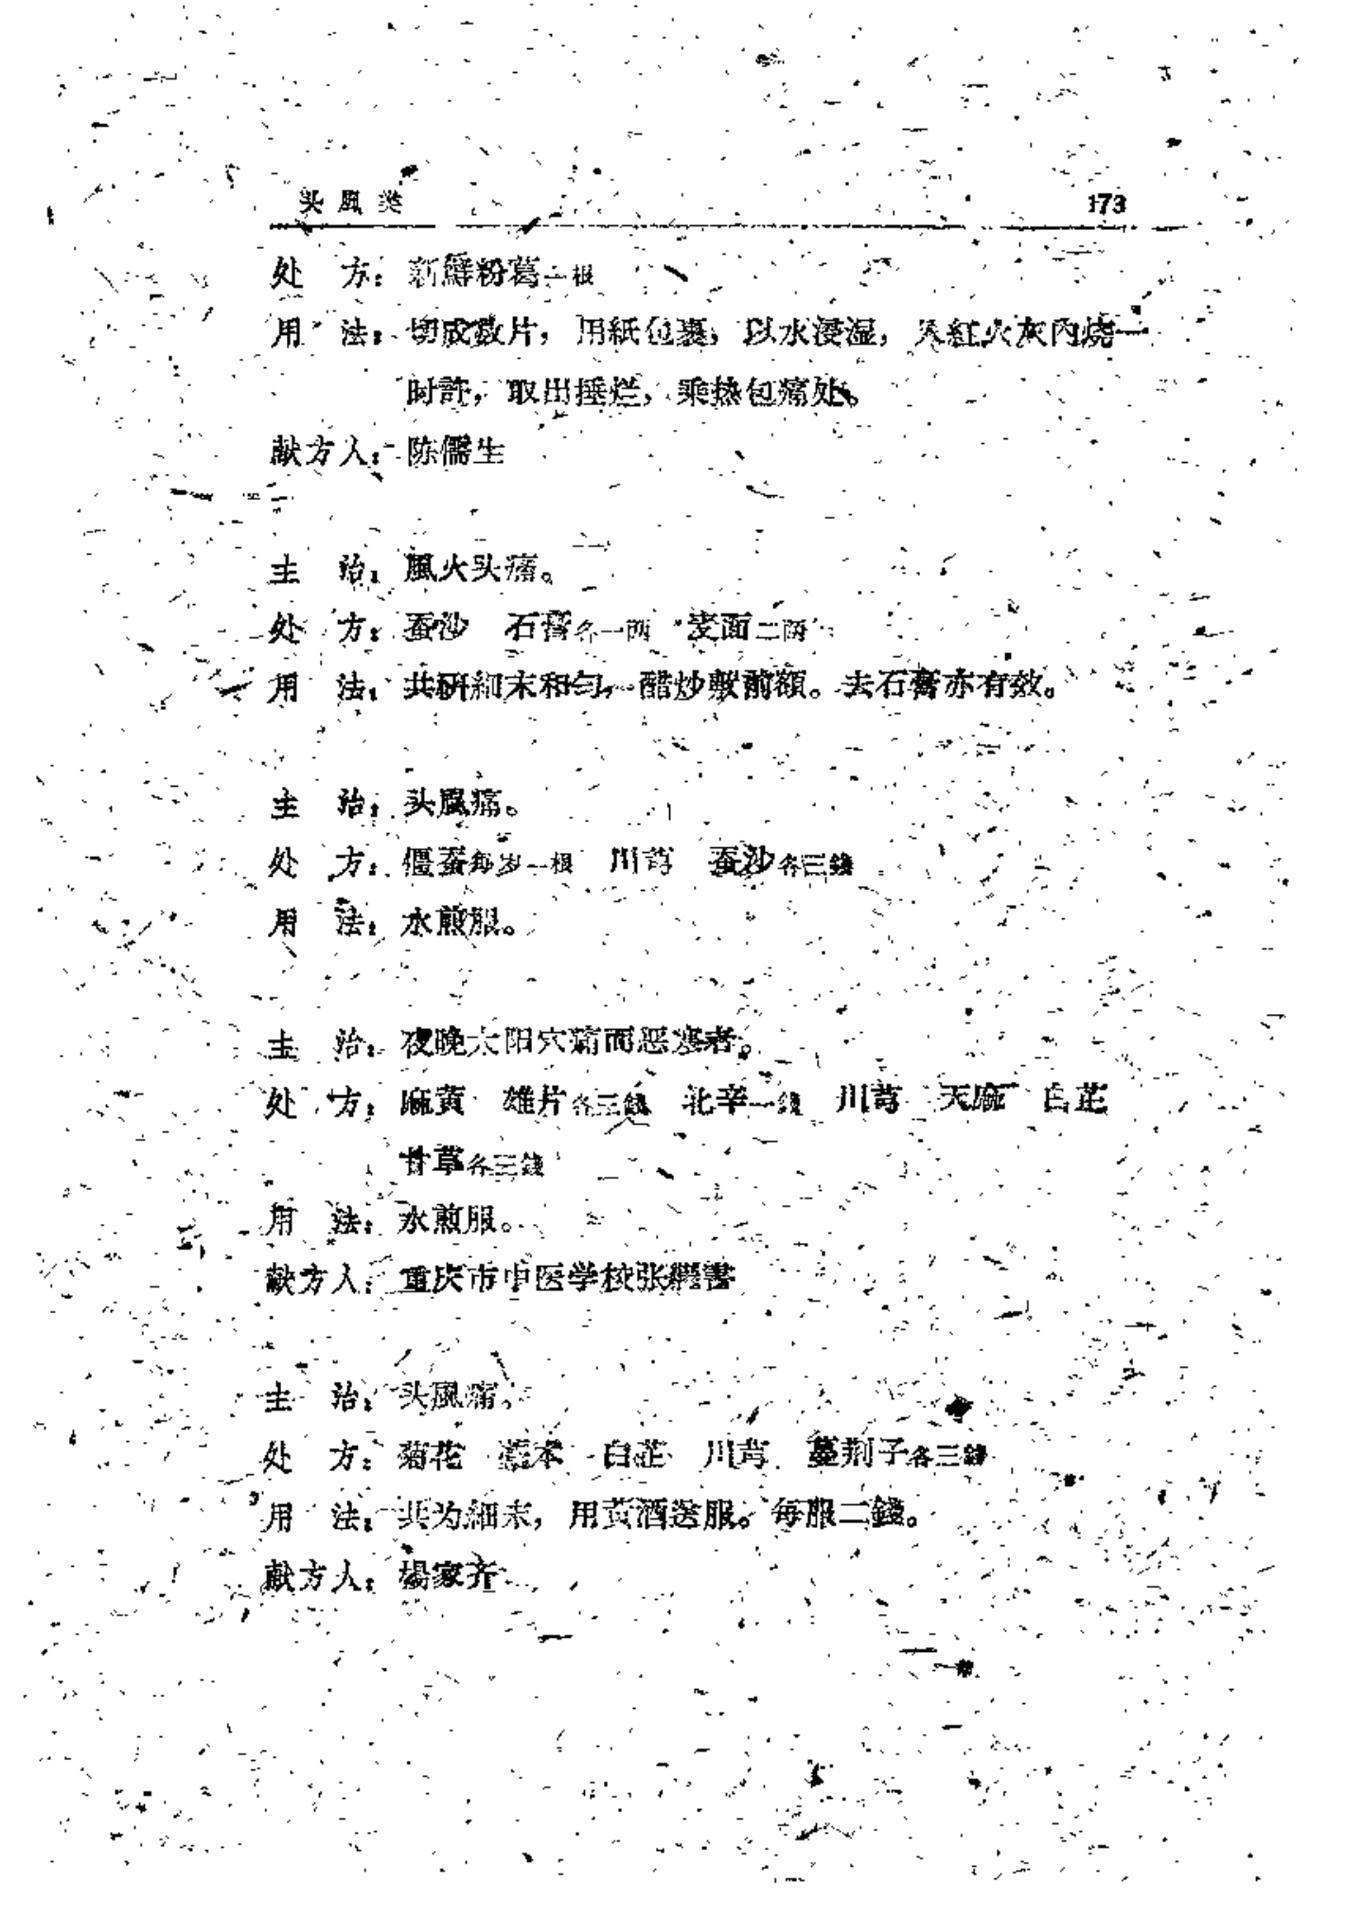 头風类 173
处 方：新鮮粉葛一根
用 法：切成数片，用紙包裹，以水浸湿，入紅火灰內烧一
时許，取出捶烂，乘热包痛处。
献方人：陈儒生
主 治：風火头痛。
处 方：蚕沙 石膏各一两 麦面二两
用 法：共研細末和匀，醋炒敷前額。去石膏亦有效。
主 治：头風痛。
处 方：僵蚕每岁一根 川芎 蚕沙各三錢
用 法：水煎服。
主 治：夜晚太阳穴痛而恶寒者。
处 方：麻黄 雄片各三錢 北辛一錢 川芎 天麻 白芷
甘草各三錢
用 法：水煎服。
献方人：重庆市中医学校张繼書
主 治：头風痛。
处 方：菊花 藁本 白芷 川芎 蔓荆子各三錢
用 法：共为細末，用黄酒送服。每服二錢。
献方人：楊家齐